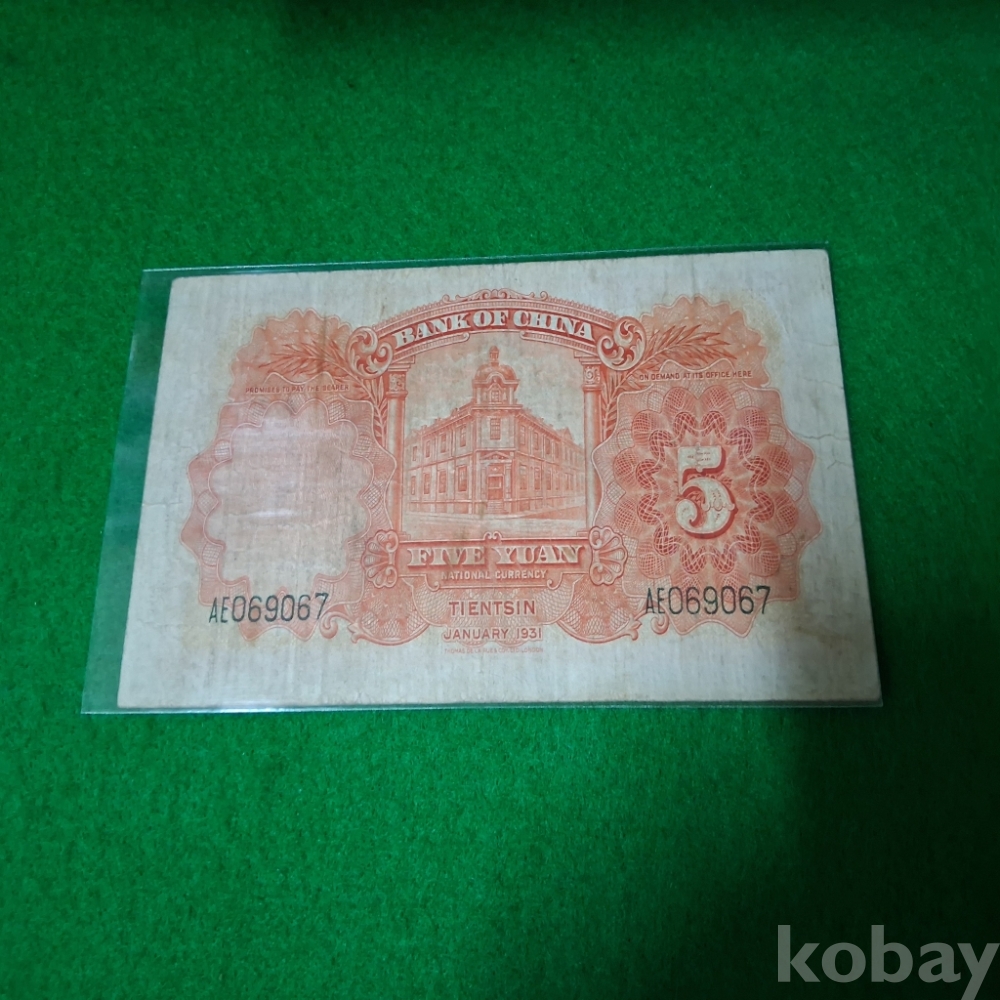 BANK OF CHINA
PROMISES TO PAY THE BEARER
ON DEMAND AT ITS OFFICE HERE
5
FIVE YUAN
NATIONAL CURRENCY
AE069067
TIENTSIN
AE069067
JANUARY 1931
kobay